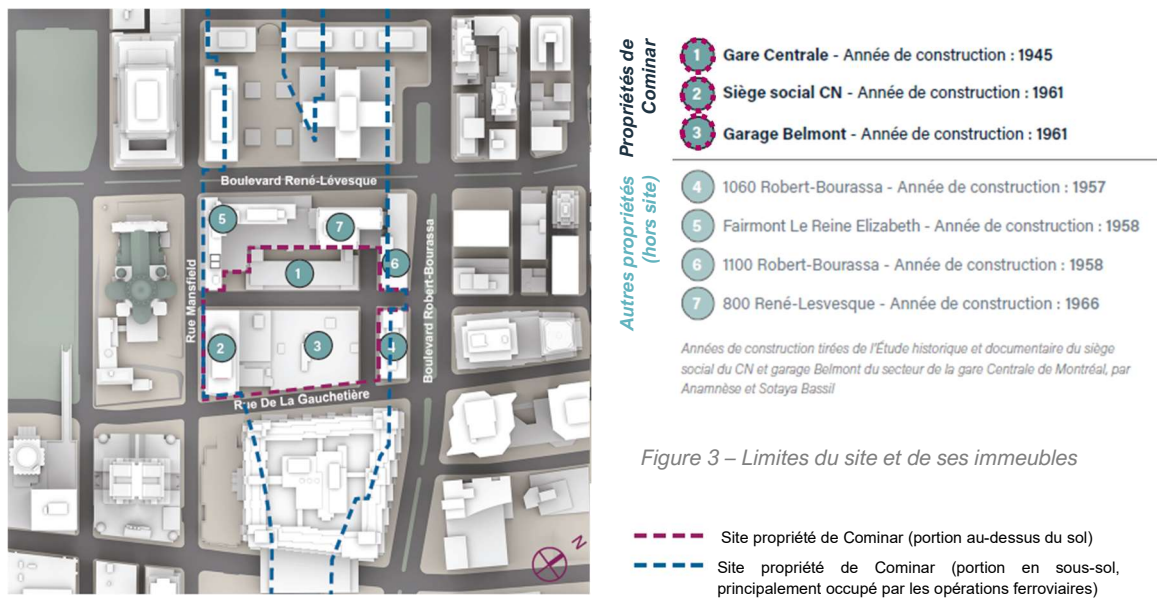 Boulevard René-Lévesque
Rue Mansfield
Boulevard Robert-Bourassa
Rue De La Gauchetière
5
7
1
6
2
3
4
N
Propriétés de
Cominar
1 Gare Centrale - Année de construction : 1945
2 Siège social CN - Année de construction : 1961
3 Garage Belmont - Année de construction : 1961
Autres propriétés
(hors site)
4 1060 Robert-Bourassa - Année de construction : 1957
5 Fairmont Le Reine Elizabeth - Année de construction : 1958
6 1100 Robert-Bourassa - Année de construction : 1958
7 800 René-Lesvesque - Année de construction : 1966
Années de construction tirées de l'Étude historique et documentaire du siège
social du CN et garage Belmont du secteur de la gare Centrale de Montréal, par
Anamnèse et Sotaya Bassil
Figure 3 – Limites du site et de ses immeubles
Site propriété de Cominar (portion au-dessus du sol)
Site propriété de Cominar (portion en sous-sol,
principalement occupé par les opérations ferroviaires)